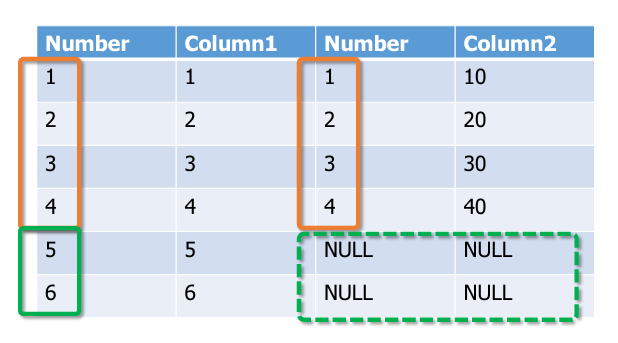 Number Column1 Number Column2
1 1 1 10
2 2 2 20
3 3 3 30
4 4 4 40
5 5 NULL NULL
6 6 NULL NULL